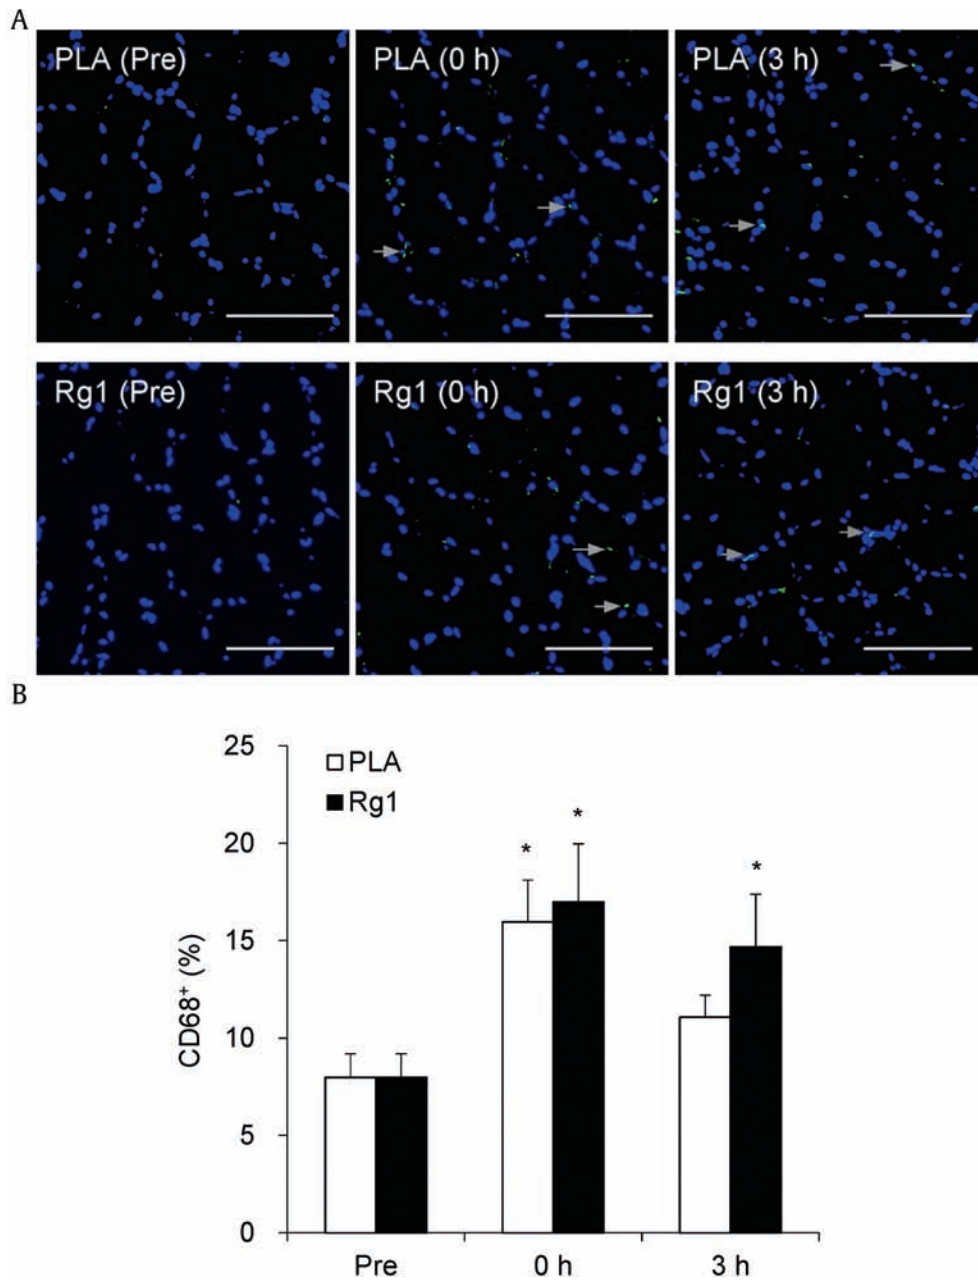 A
PLA (Pre)
PLA (0 h)
PLA (3 h)
Rg1 (Pre)
Rg1 (0 h)
Rg1 (3 h)
B
PLA
Rg1
CD68⁺ (%)
25
20
15
10
5
0
*
*
*
Pre
0 h
3 h